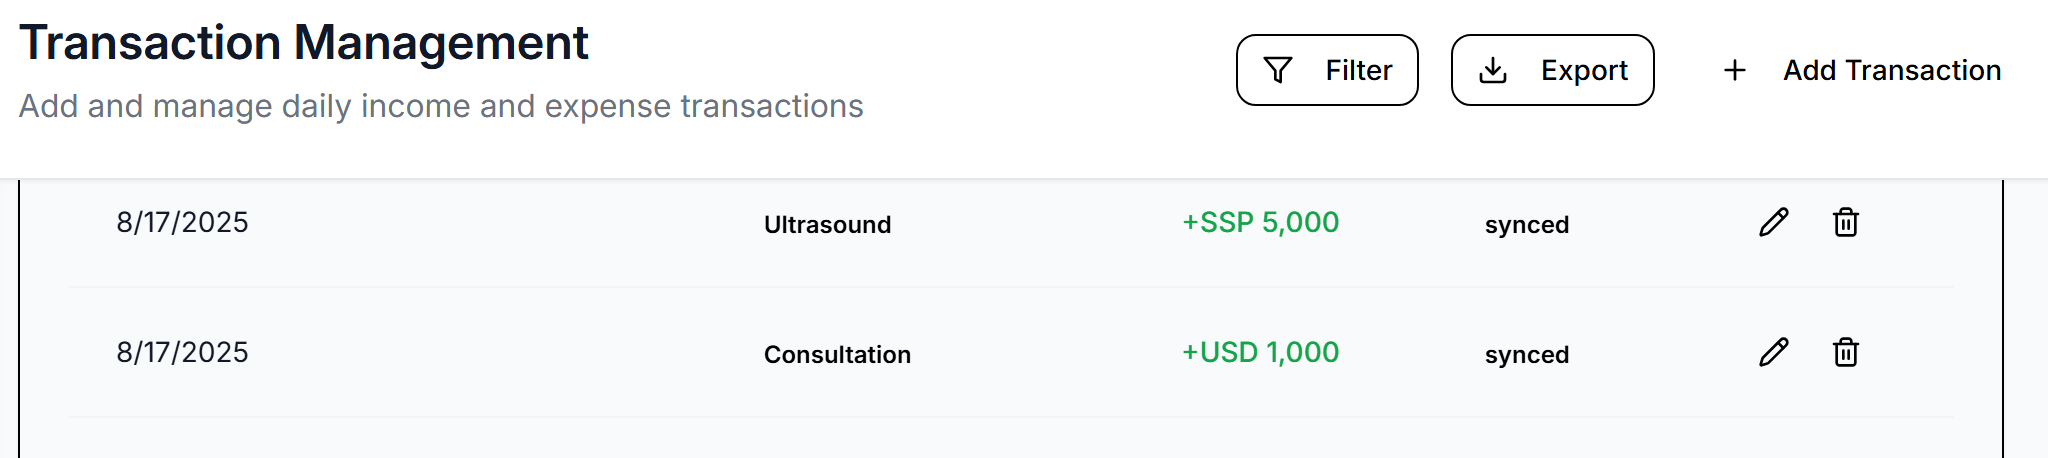 Transaction Management
Add and manage daily income and expense transactions
Filter
Export
Add Transaction
8/17/2025 Ultrasound +SSP 5,000 synced
8/17/2025 Consultation +USD 1,000 synced